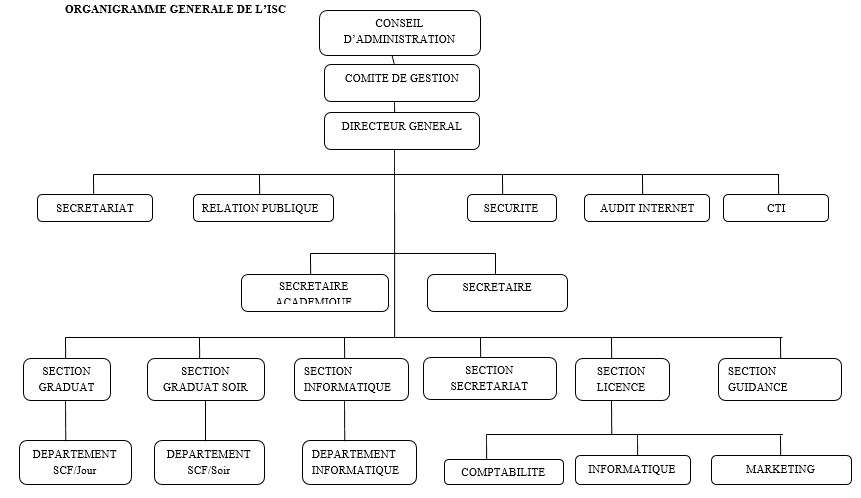 ORGANIGRAMME GENERALE DE L’ISC
CONSEIL
D’ADMINISTRATION
COMITE DE GESTION
DIRECTEUR GENERAL
SECRETARIAT
RELATION PUBLIQUE
SECURITE
AUDIT INTERNET
CTI
SECRETAIRE
ACADEMIQUE
SECRETAIRE
SECTION
GRADUAT
SECTION
GRADUAT SOIR
SECTION
INFORMATIQUE
SECTION
SECRETARIAT
SECTION
LICENCE
SECTION
GUIDANCE
DEPARTEMENT
SCF/Jour
DEPARTEMENT
SCF/Soir
DEPARTEMENT
INFORMATIQUE
COMPTABILITE
INFORMATIQUE
MARKETING